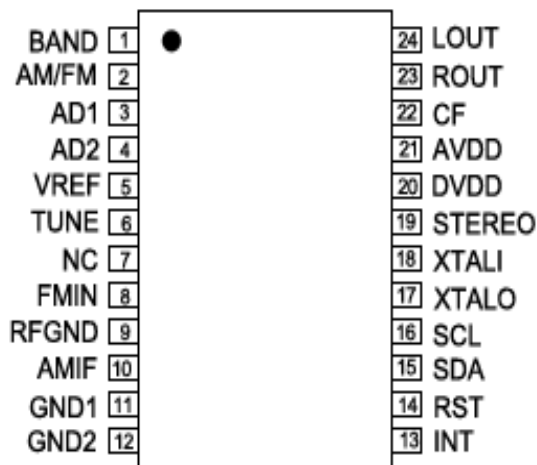 BAND 1 24 LOUT
AM/FM 2 23 ROUT
AD1 3 22 CF
AD2 4 21 AVDD
VREF 5 20 DVDD
TUNE 6 19 STEREO
NC 7 18 XTALI
FMIN 8 17 XTALO
RFGND 9 16 SCL
AMIF 10 15 SDA
GND1 11 14 RST
GND2 12 13 INT